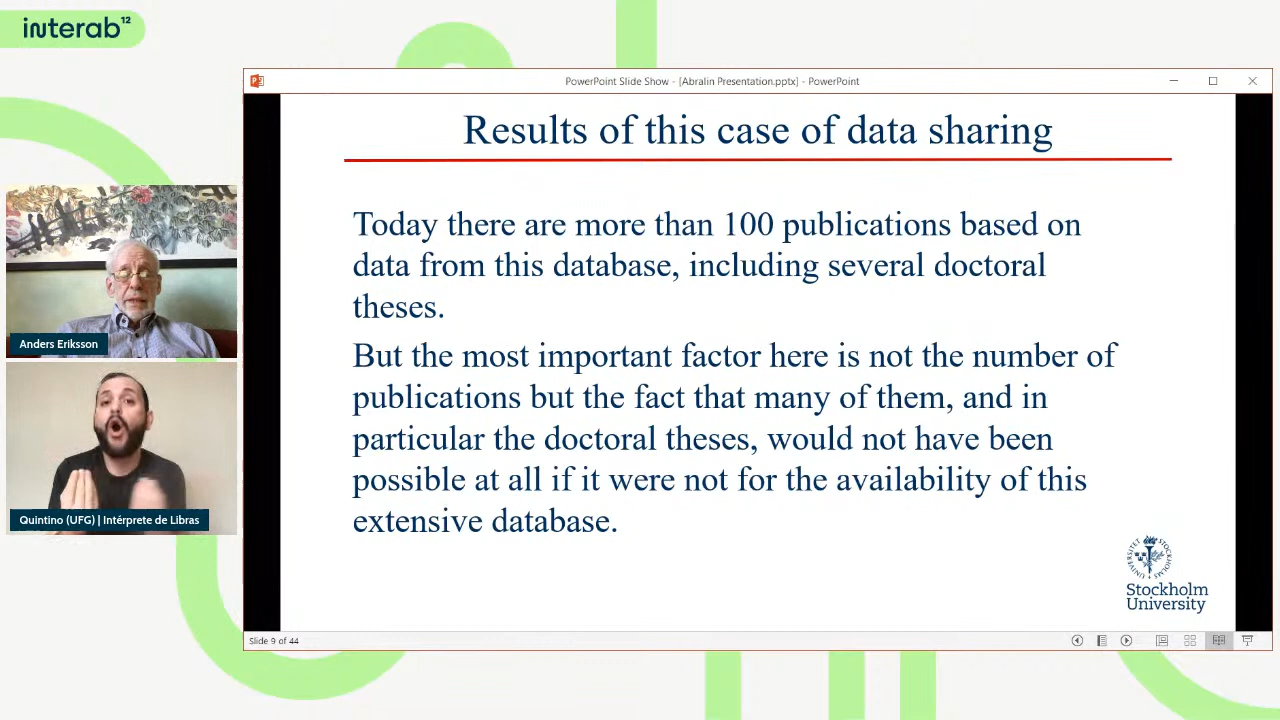 interab¹²
PowerPoint Slide Show - [Abralin Presentation.pptx] - PowerPoint
Results of this case of data sharing
Today there are more than 100 publications based on
data from this database, including several doctoral
theses.
But the most important factor here is not the number of
publications but the fact that many of them, and in
particular the doctoral theses, would not have been
possible at all if it were not for the availability of this
extensive database.
Stockholm
University
Slide 9 of 44
Anders Eriksson
Quintino (UFG) | Intérprete de Libras